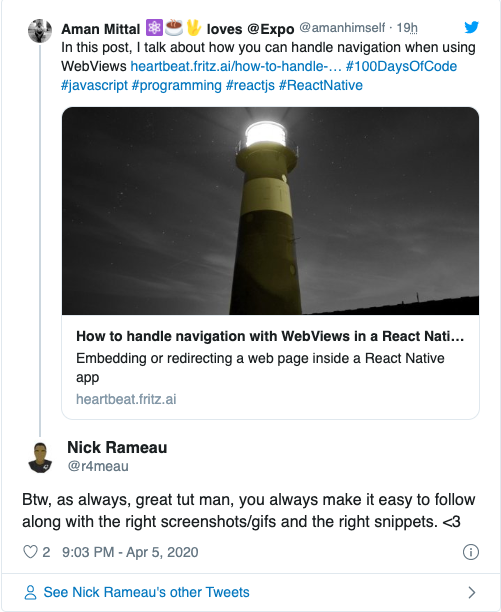 Aman Mittal ⚛️☕🖖 loves @Expo @amanhimself · 19h
In this post, I talk about how you can handle navigation when using
WebViews heartbeat.fritz.ai/how-to-handle-… #100DaysOfCode
#javascript #programming #reactjs #ReactNative
How to handle navigation with WebViews in a React Nati...
Embedding or redirecting a web page inside a React Native
app
heartbeat.fritz.ai
Nick Rameau
@r4meau
Btw, as always, great tut man, you always make it easy to follow
along with the right screenshots/gifs and the right snippets. <3
2 9:03 PM - Apr 5, 2020
See Nick Rameau's other Tweets